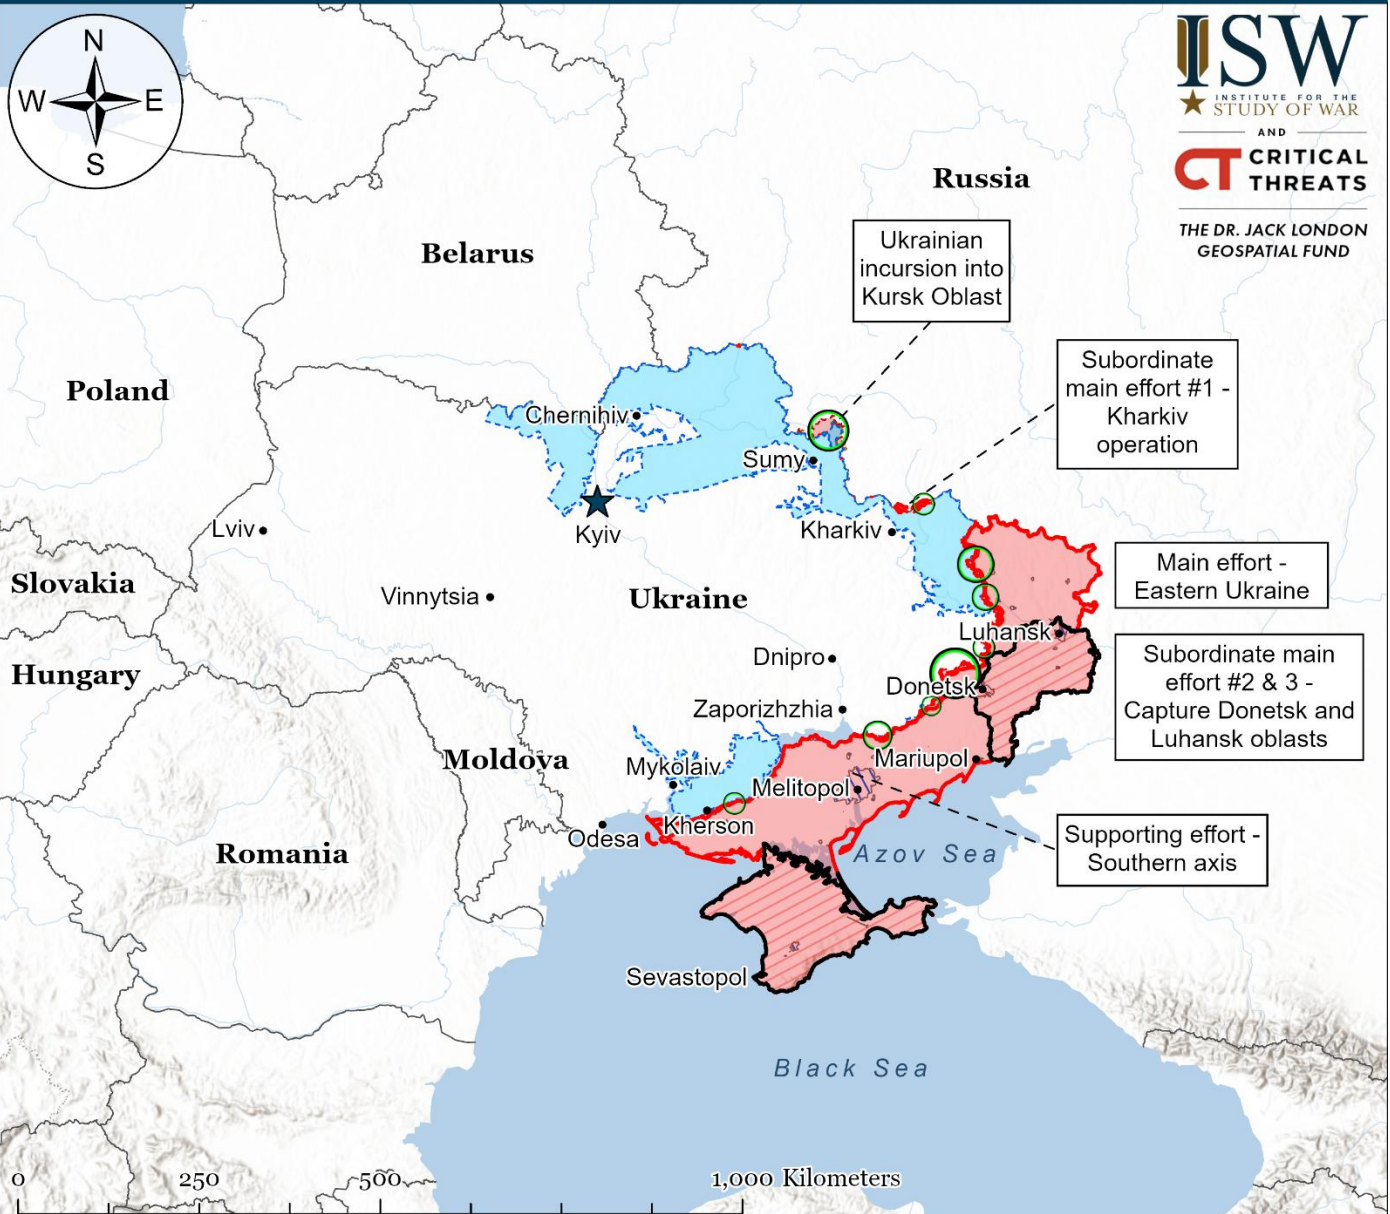 N
W
E
S
ISW
INSTITUTE FOR THE
STUDY OF WAR
AND
CT CRITICAL
THREATS
THE DR. JACK LONDON
GEOSPATIAL FUND
Russia
Belarus
Ukrainian
incursion into
Kursk Oblast
Subordinate
main effort #1 -
Kharkiv
operation
Poland
Chernihiv
Sumy
Lviv
Kyiv
Kharkiv
Slovakia
Vinnytsia
Ukraine
Main effort -
Eastern Ukraine
Luhansk
Hungary
Dnipro
Donetsk
Subordinate main
effort #2 & 3 -
Capture Donetsk and
Luhansk oblasts
Zaporizhzhia
Moldova
Mykolaiv
Mariupol
Melitopol
Kherson
Odesa
Romania
Azov Sea
Supporting effort -
Southern axis
Sevastopol
Black Sea
0 250 500 1,000 Kilometers